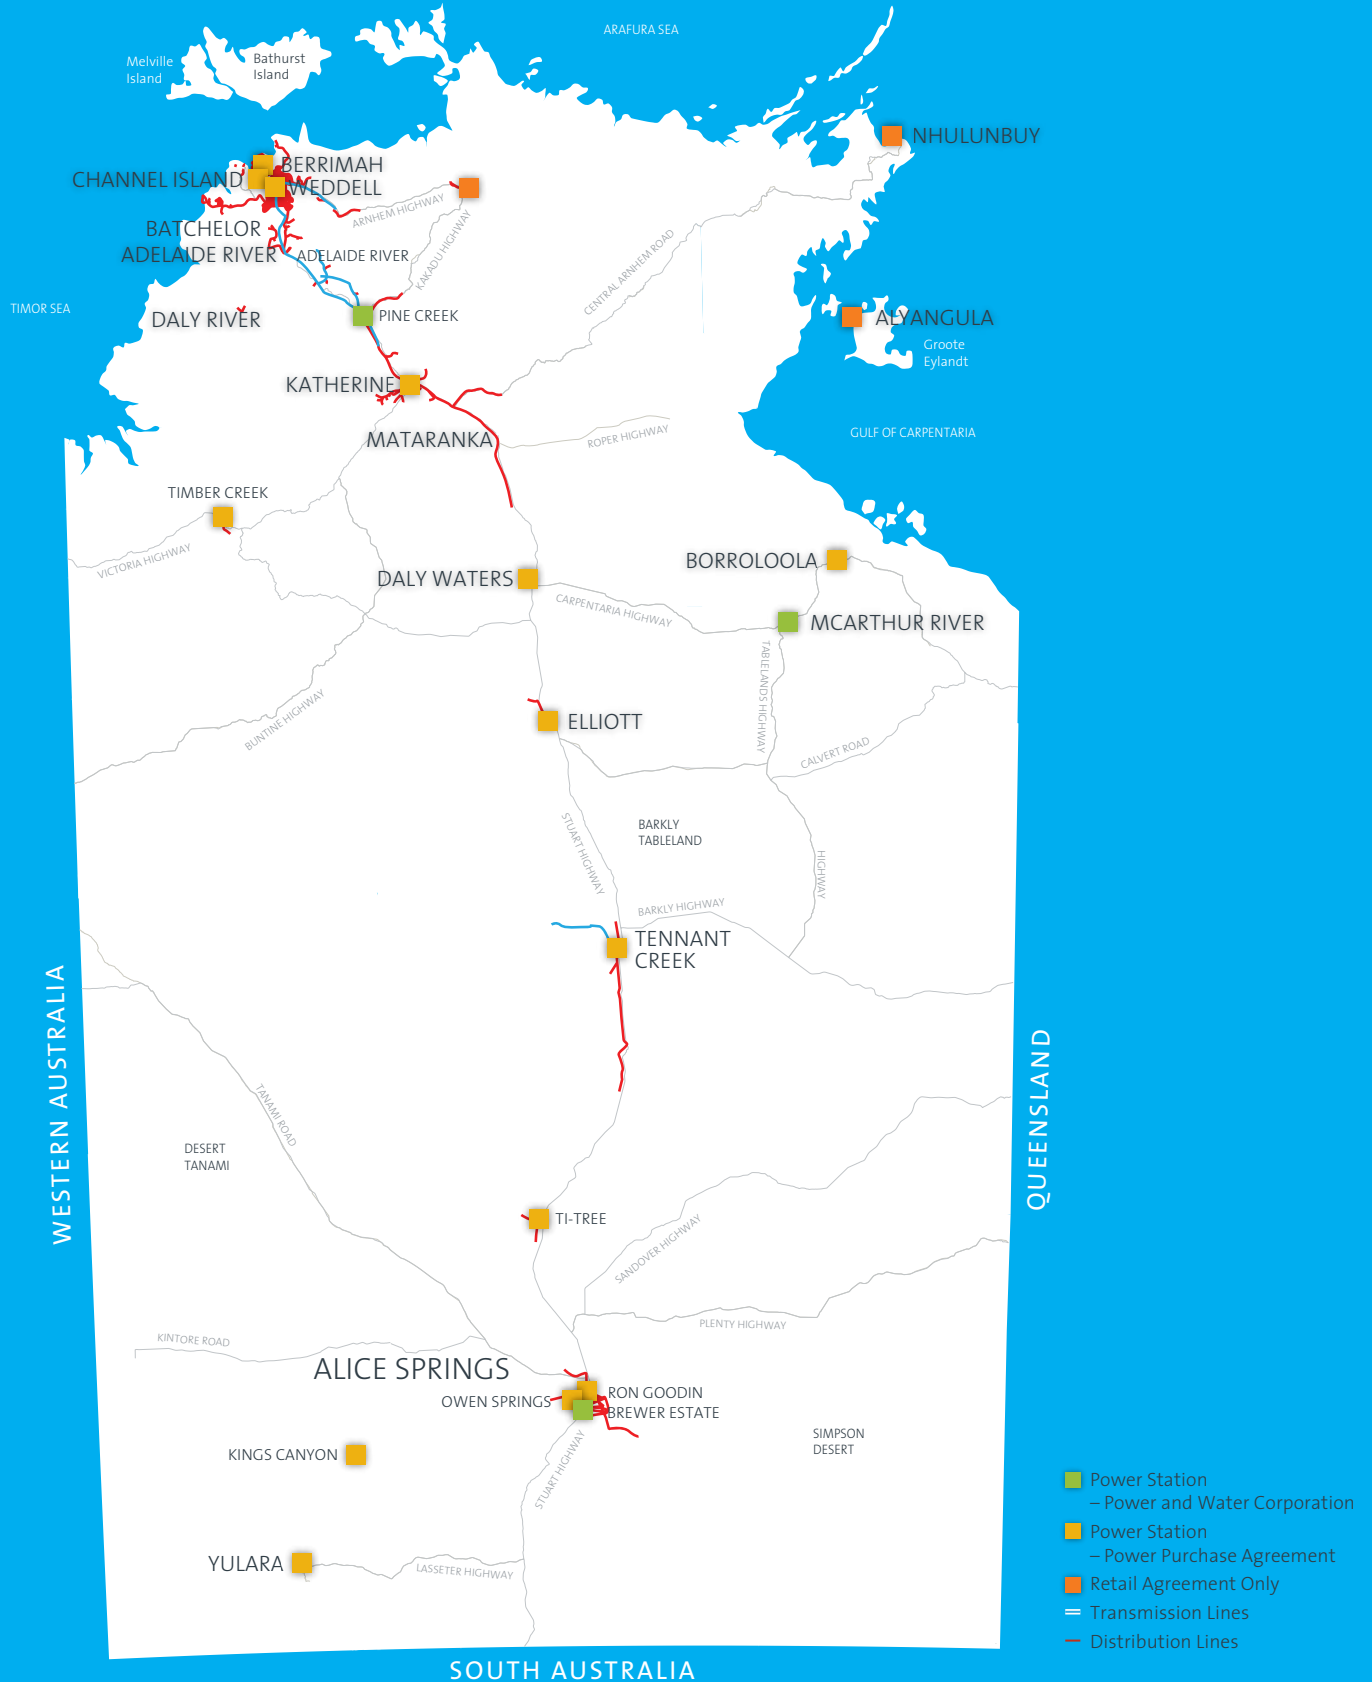 ARAFURA SEA
Melville
Island
Bathurst
Island
NHULUNBUY
BERRIMAH
CHANNEL ISLAND
WEDDELL
ARNHEM HIGHWAY
BATCHELOR
ADELAIDE RIVER
ADELAIDE RIVER
KAKADU HIGHWAY
CENTRAL ARNHEM ROAD
TIMOR SEA
DALY RIVER
PINE CREEK
ALYANGULA
Groote
Eylandt
KATHERINE
GULF OF CARPENTARIA
MATARANKA
ROPER HIGHWAY
TIMBER CREEK
VICTORIA HIGHWAY
BORROLOOLA
DALY WATERS
CARPENTARIA HIGHWAY
MCARTHUR RIVER
TABLELANDS HIGHWAY
BUNTINE HIGHWAY
ELLIOTT
CALVERT ROAD
STUART HIGHWAY
BARKLY
TABLELAND
HIGHWAY
BARKLY HIGHWAY
TENNANT
CREEK
WESTERN AUSTRALIA
QUEENSLAND
TANAMI ROAD
DESERT
TANAMI
TI-TREE
SANDOVER HIGHWAY
PLENTY HIGHWAY
KINTORE ROAD
ALICE SPRINGS
OWEN SPRINGS
RON GOODIN
BREWER ESTATE
SIMPSON
DESERT
KINGS CANYON
STUART HIGHWAY
YULARA
LASSETER HIGHWAY
Power Station
– Power and Water Corporation
Power Station
– Power Purchase Agreement
Retail Agreement Only
Transmission Lines
Distribution Lines
SOUTH AUSTRALIA